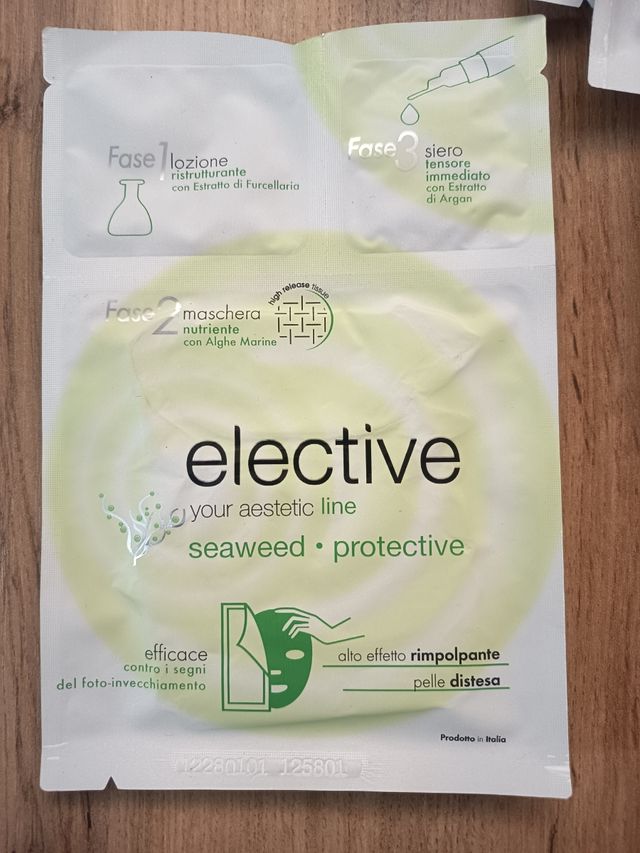 Fase 1 lozione
ristrutturante
con Estratto di Furcellaria
Fase 3 siero
tensore
immediato
con Estratto
di Argan
Fase 2 maschera
nutriente
con Alghe Marine
high release tissue
elective
your aestetic line
seaweed • protective
efficace
contro i segni
del foto-invecchiamento
alto effetto rimpolpante
pelle distesa
Prodotto in Italia
12280101 125801